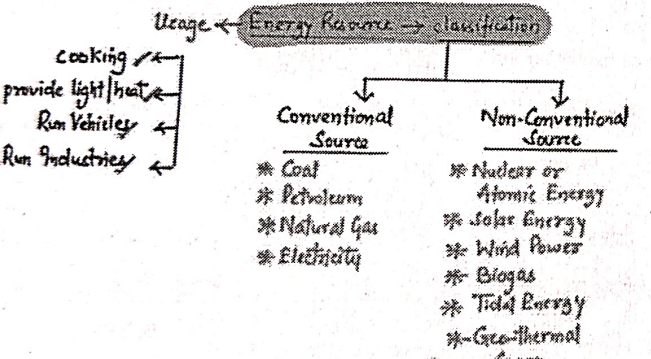 Usage ← Energy Resource → classification
cooking
provide light/heat
Run Vehicles
Run Industries
Conventional
Source
* Coal
* Petroleum
* Natural Gas
* Electricity
Non-Conventional
Source
* Nuclear or
Atomic Energy
* Solar Energy
* Wind Power
* Biogas
* Tidal Energy
* Geo-thermal